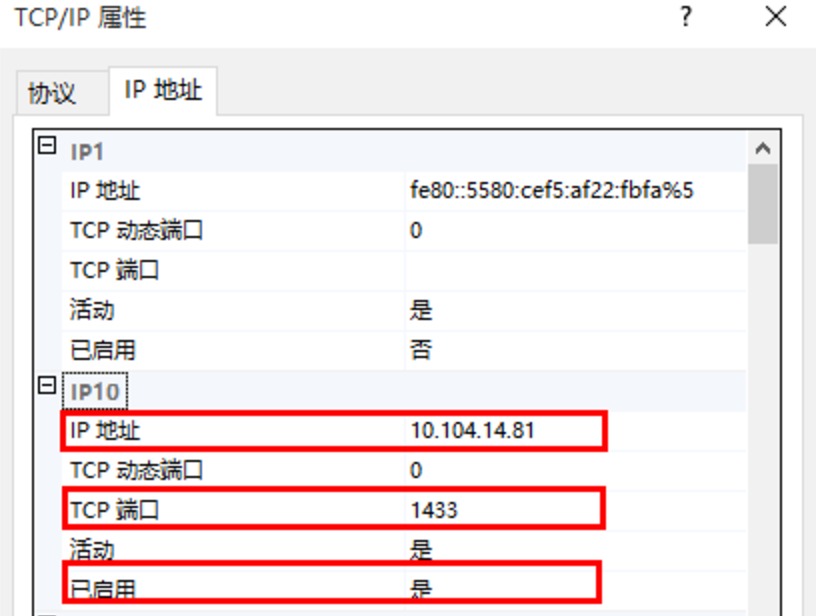 TCP/IP 属性 ? ×
协议 IP 地址
IP1
IP 地址 fe80::5580:cef5:af22:fbfa%5
TCP 动态端口 0
TCP 端口
活动 是
已启用 否
IP10
IP 地址 10.104.14.81
TCP 动态端口 0
TCP 端口 1433
活动 是
已启用 是